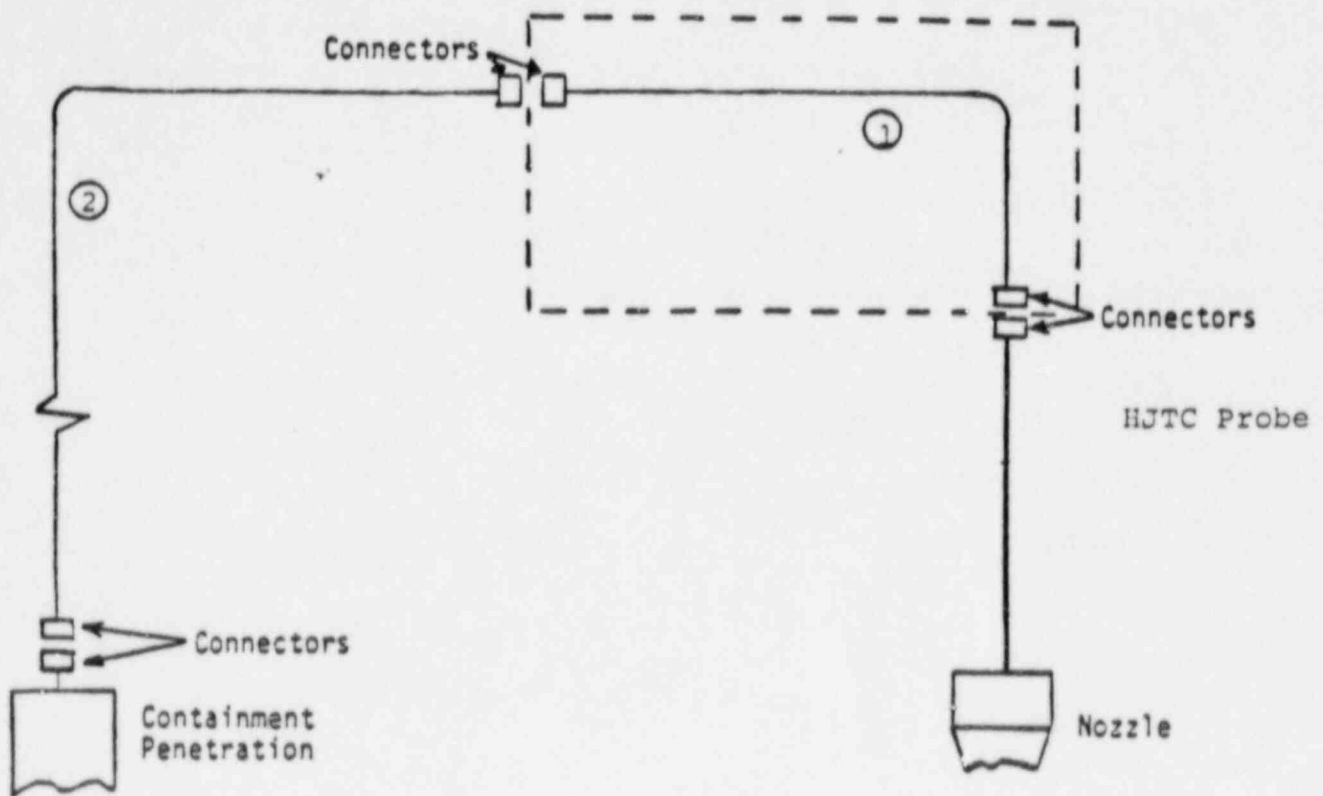 Connectors
①
②
Connectors
HJTC Probe
Connectors
Containment
Penetration
Nozzle